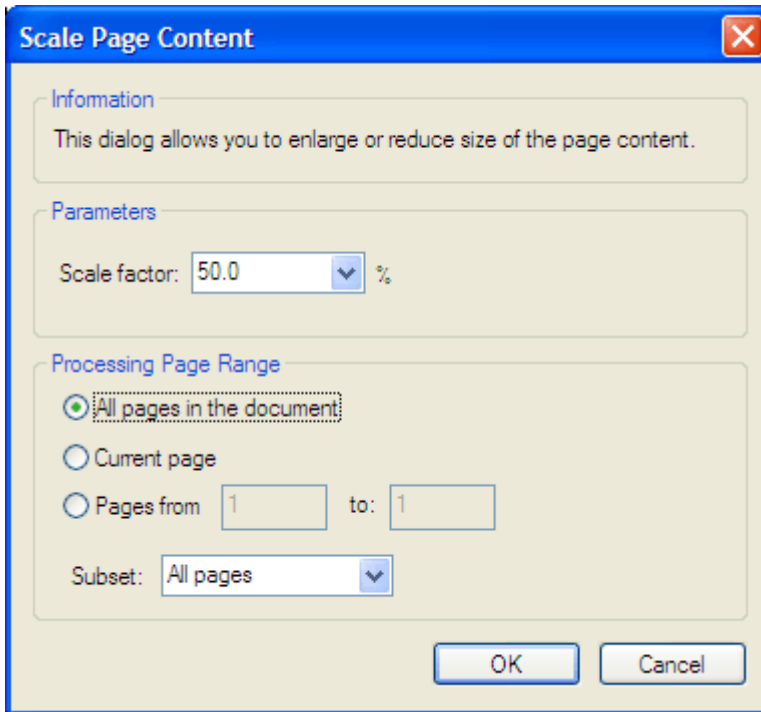 Scale Page Content
Information
This dialog allows you to enlarge or reduce size of the page content.
Parameters
Scale factor: 50.0 %
Processing Page Range
All pages in the document
Current page
Pages from 1 to: 1
Subset: All pages
OK Cancel